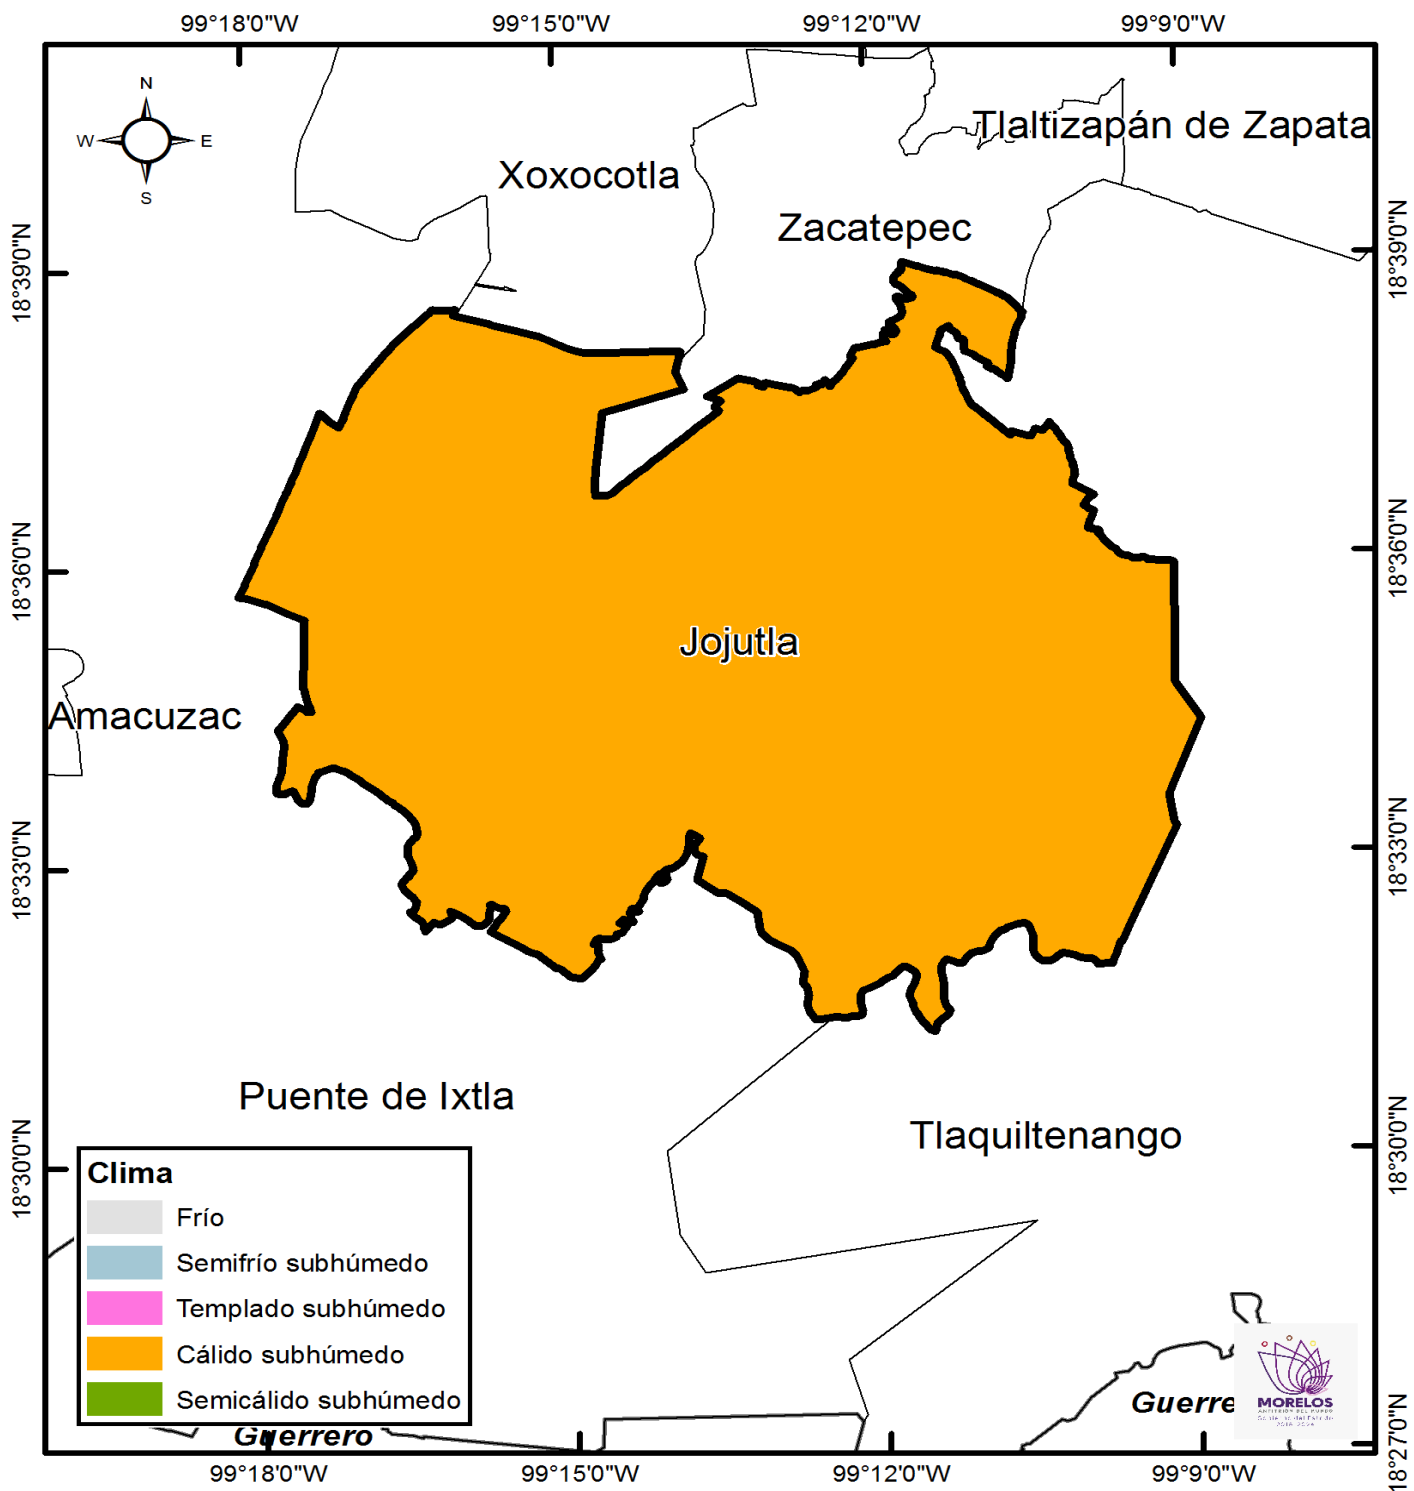 99°18'0"W 99°15'0"W 99°12'0"W 99°9'0"W
N
W E
S
Tlaltizapán de Zapata
Xoxocotla
Zacatepec
18°39'0"N 18°39'0"N
18°36'0"N 18°36'0"N
Jojutla
Amacuzac
18°33'0"N 18°33'0"N
Puente de Ixtla
Tlaquiltenango
18°30'0"N 18°30'0"N
Clima
Frío
Semifrío subhúmedo
Templado subhúmedo
Cálido subhúmedo
Semicálido subhúmedo
Guerrero
Guerre
MORELOS
18°27'0"N
99°18'0"W 99°15'0"W 99°12'0"W 99°9'0"W